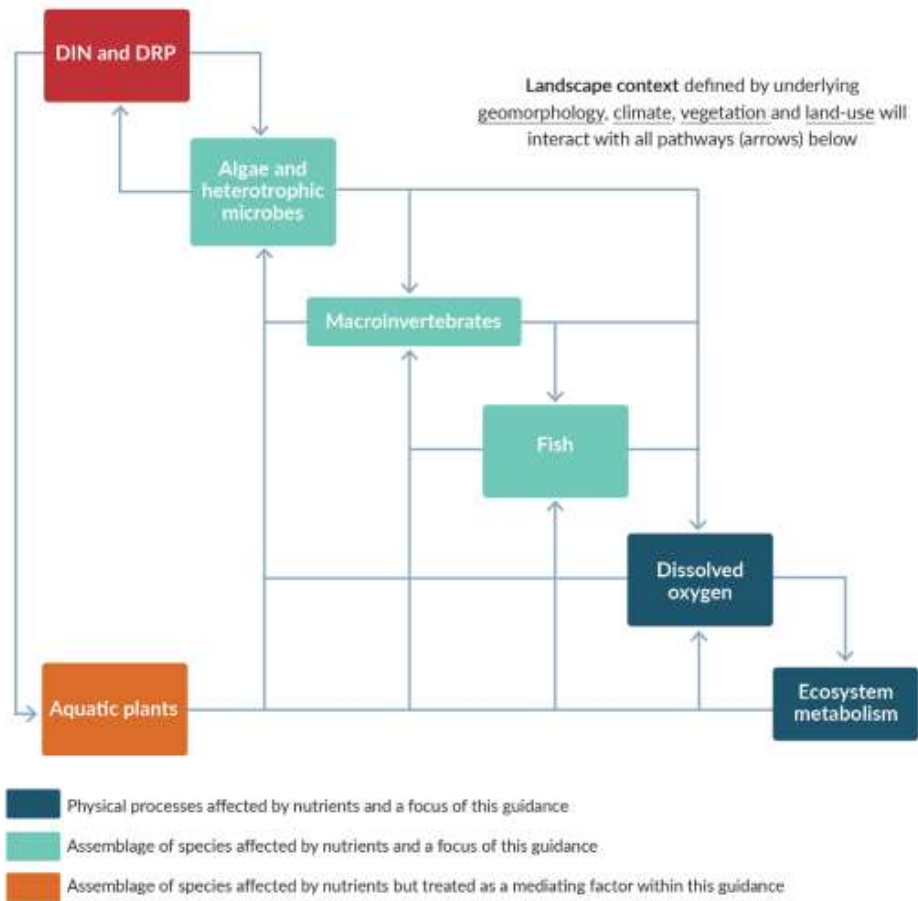 DIN and DRP
Landscape context defined by underlying
geomorphology, climate, vegetation and land-use will
interact with all pathways (arrows) below
Algae and
heterotrophic
microbes
Macroinvertebrates
Fish
Dissolved
oxygen
Aquatic plants
Ecosystem
metabolism
Physical processes affected by nutrients and a focus of this guidance
Assemblage of species affected by nutrients and a focus of this guidance
Assemblage of species affected by nutrients but treated as a mediating factor within this guidance